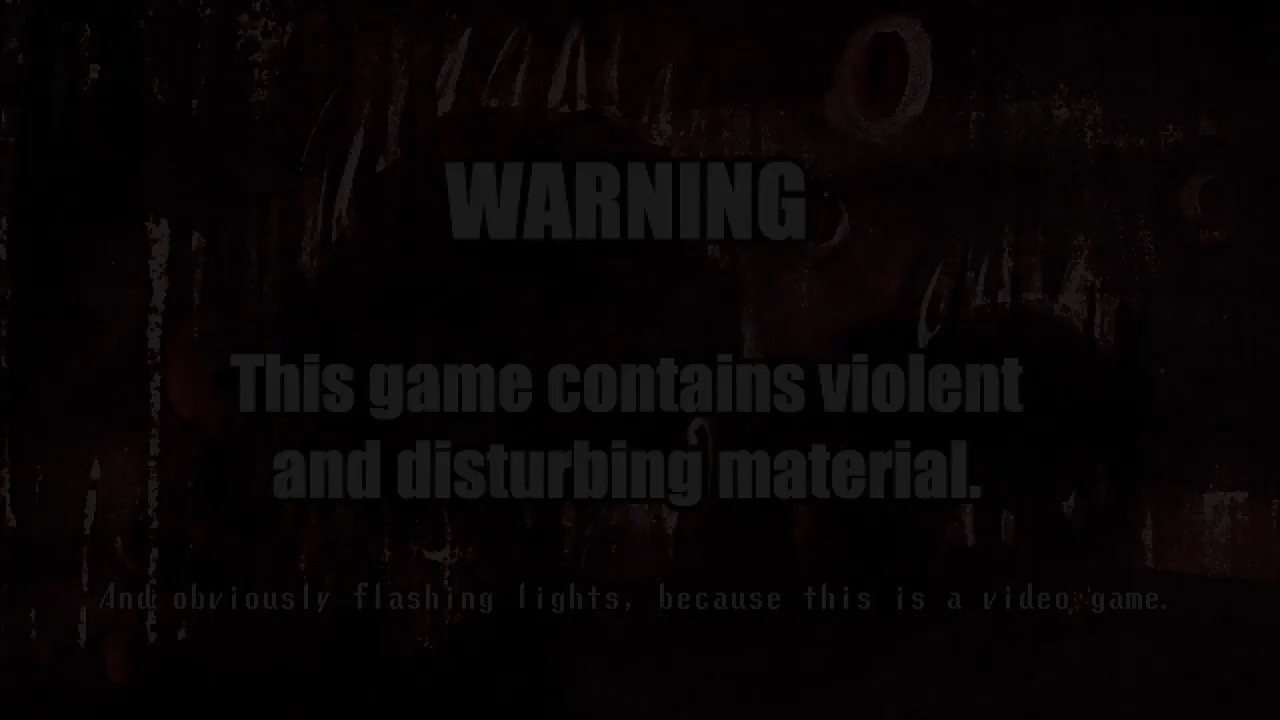 WARNING
This game contains violent
and disturbing material.
And obviously flashing lights, because this is a video game.